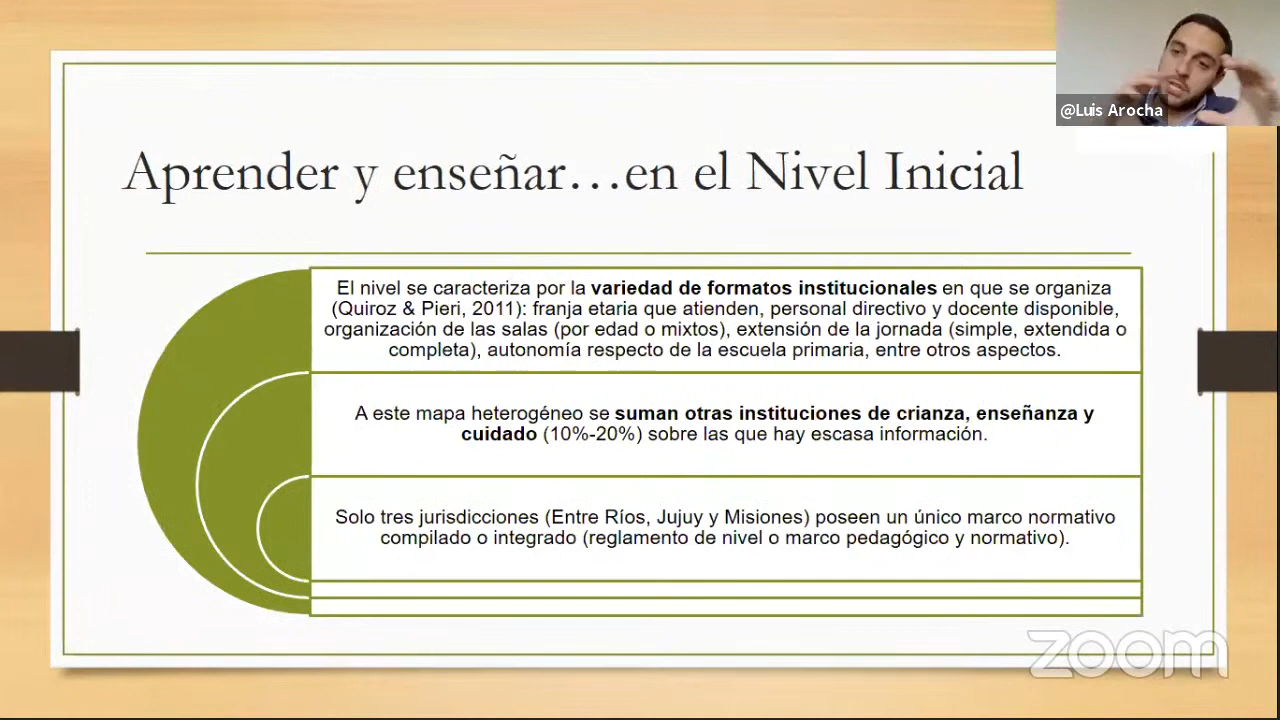 @Luis Arocha
Aprender y enseñar…en el Nivel Inicial
El nivel se caracteriza por la variedad de formatos institucionales en que se organiza
(Quiroz & Pieri, 2011): franja etaria que atienden, personal directivo y docente disponible,
organización de las salas (por edad o mixtos), extensión de la jornada (simple, extendida o
completa), autonomía respecto de la escuela primaria, entre otros aspectos.
A este mapa heterogéneo se suman otras instituciones de crianza, enseñanza y
cuidado (10%-20%) sobre las que hay escasa información.
Solo tres jurisdicciones (Entre Ríos, Jujuy y Misiones) poseen un único marco normativo
compilado o integrado (reglamento de nivel o marco pedagógico y normativo).
zoom